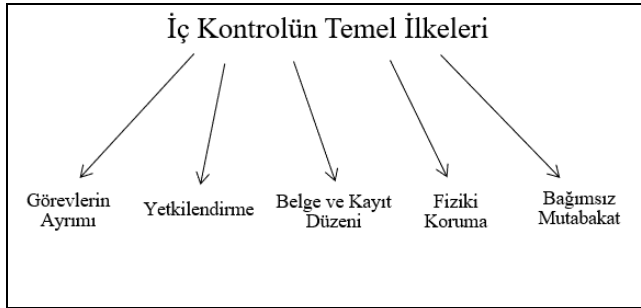 İç Kontrolün Temel İlkeleri
Görevlerin
Ayrımı
Yetkilendirme
Belge ve Kayıt
Düzeni
Fiziki
Koruma
Bağımsız
Mutabakat